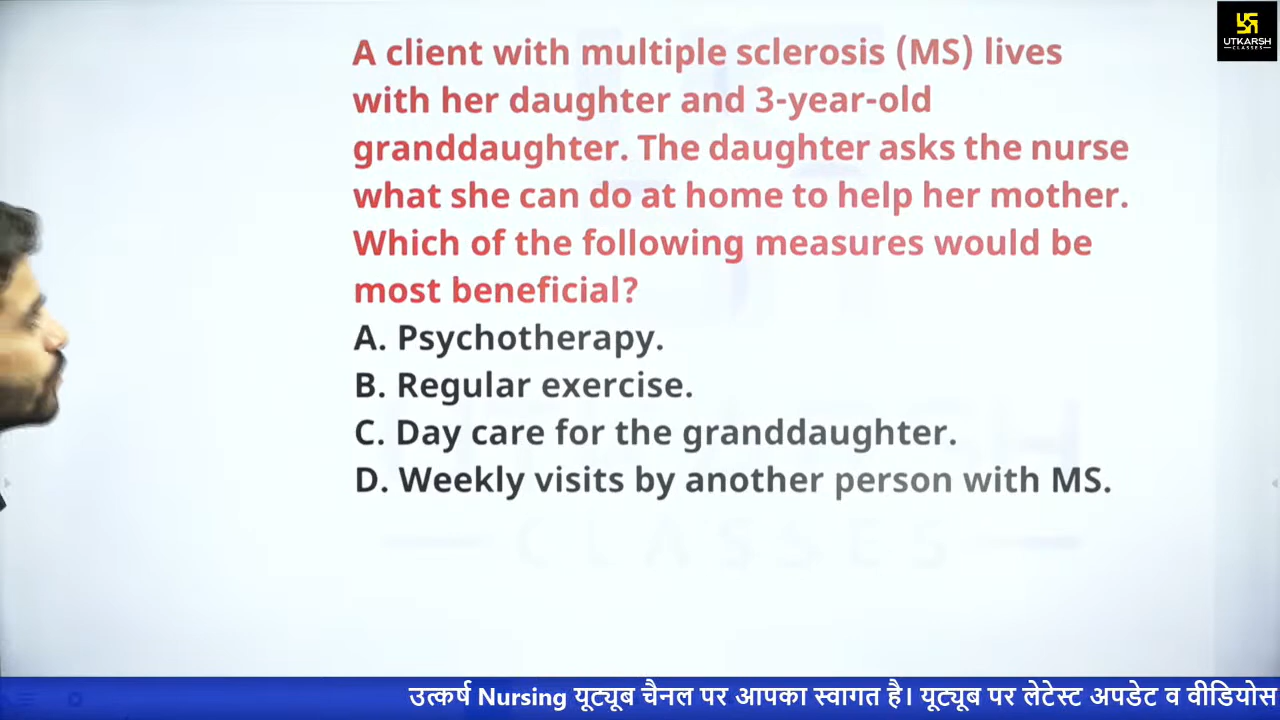 UTKARSH
CLASSES
A client with multiple sclerosis (MS) lives
with her daughter and 3-year-old
granddaughter. The daughter asks the nurse
what she can do at home to help her mother.
Which of the following measures would be
most beneficial?
A. Psychotherapy.
B. Regular exercise.
C. Day care for the granddaughter.
D. Weekly visits by another person with MS.
CLASSES
उत्कर्ष Nursing यूट्यूब चैनल पर आपका स्वागत है। यूट्यूब पर लेटेस्ट अपडेट व वीडियोस